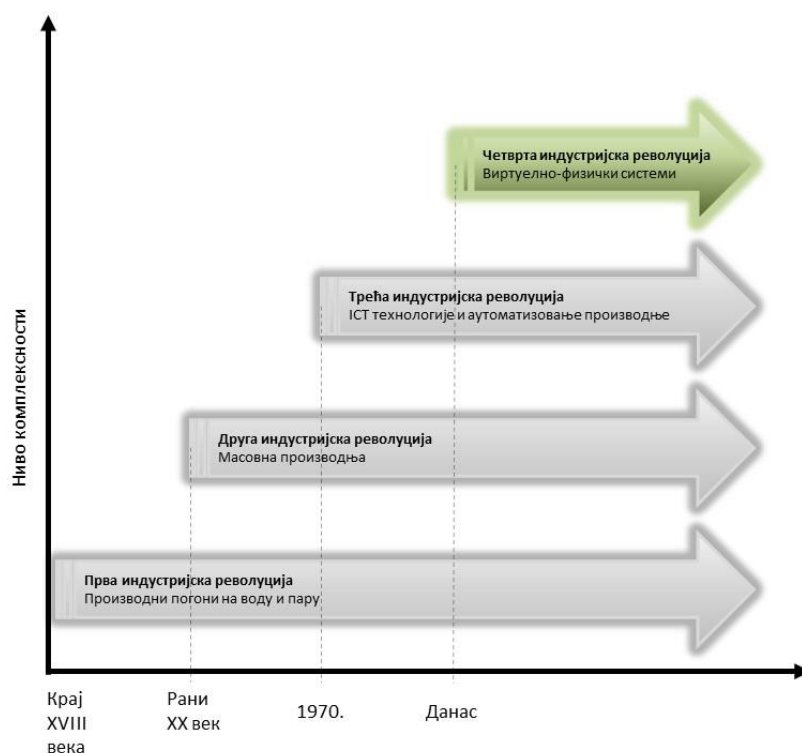 Ниво комплексности
Четврта индустријска револуција
Виртуелно-физички системи
Трећа индустријска револуција
ICT технологије и аутоматизовање производње
Друга индустријска револуција
Масовна производња
Прва индустријска револуција
Производни погони на воду и пару
Крај
XVIII
века
Рани
XX век
1970.
Данас